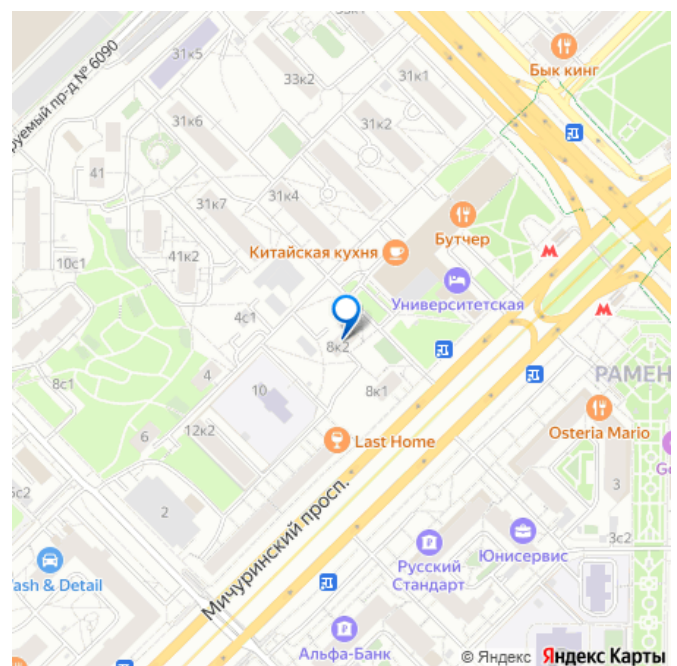 33к1
Бык кинг
31к5
33к2
31к1
руемый пр-д № 6090
31к6
31к2
41
31к4
31к7
Бутчер
Китайская кухня
41к2
10с1
Университетская
4с1
8к2
РАМЕН
4
8с1
10
8к1
Osteria Mario
12к2
6
Last Home
3
2
Мичуринский просп.
3с2
Юнисервис
Русский
Стандарт
ash & Detail
Альфа-Банк
© Яндекс Яндекс Карты